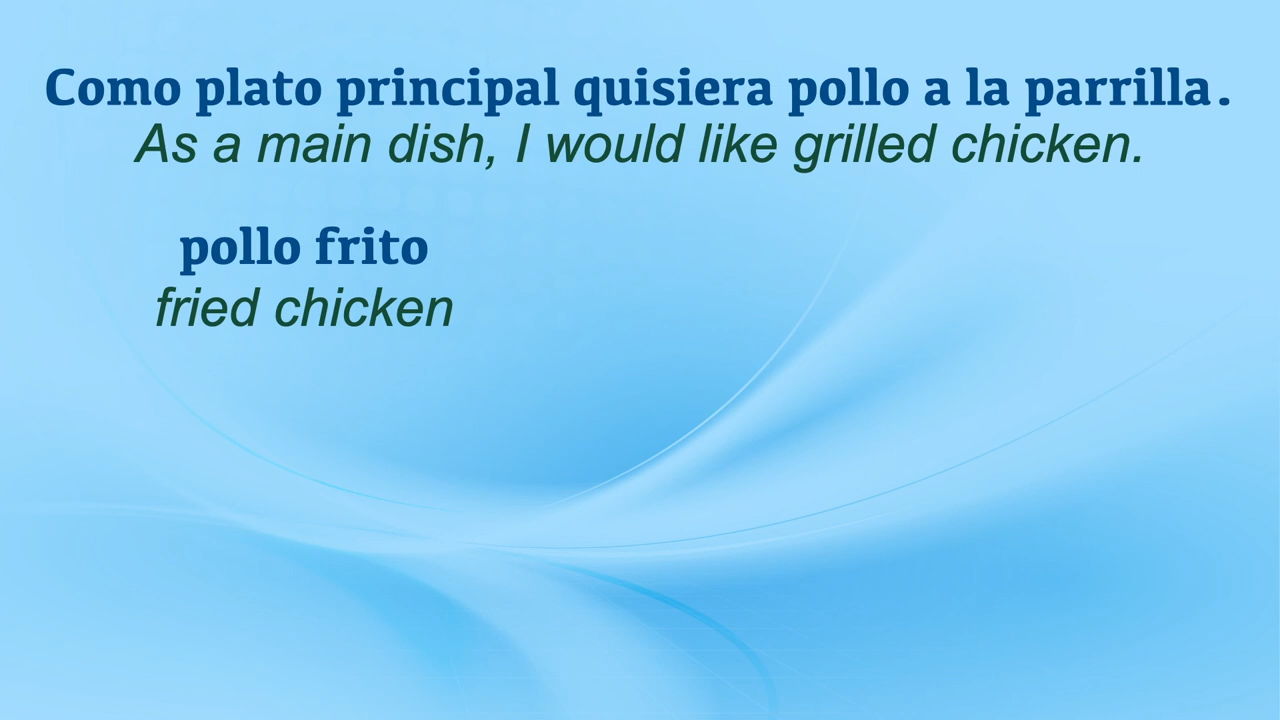 Como plato principal quisiera pollo a la parrilla.
As a main dish, I would like grilled chicken.
pollo frito
fried chicken